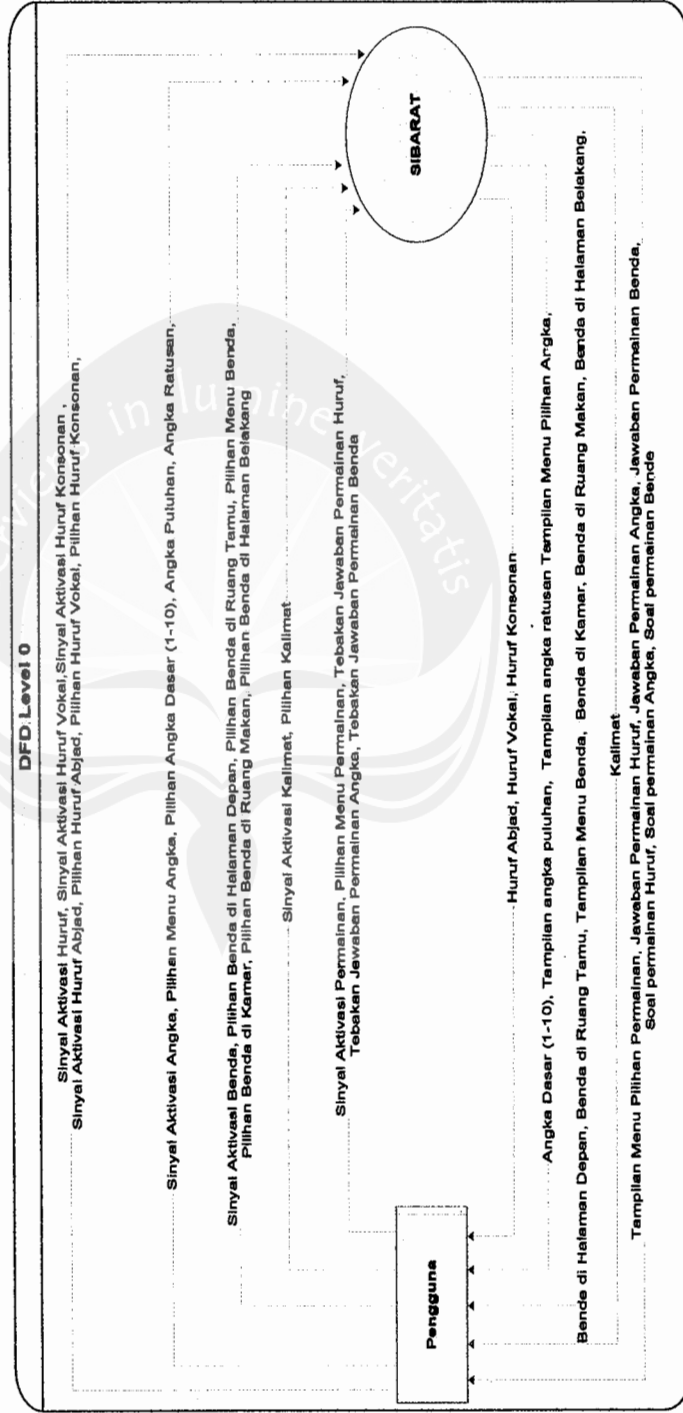 DFD Level 0
Sinyal Aktivasi Huruf, Sinyal Aktivasi Huruf Vokal,Sinyal Aktivasi Huruf Konsonan ,
Sinyal Aktivasi Huruf Abjad, Pilihan Huruf Abjad, Pilihan Huruf Vokal, Pilihan Huruf Konsonan,
Sinyal Aktivasi Angka, Pilihan Menu Angka, Pilihan Angka Dasar (1-10), Angka Puluhan, Angka Ratusan,
Sinyal Aktivasi Benda, Pilihan Benda di Halaman Depan, Pilihan Benda di Ruang Tamu, Pilihan Menu Benda,
Pilihan Benda di Kamar, Pilihan Benda di Ruang Makan, Pilihan Benda di Halaman Belakang
Sinyal Aktivasi Kalimat, Pilihan Kalimat
Sinyal Aktivasi Permainan, Pilihan Menu Permainan, Tebakan Jawaban Permainan Huruf,
Tebakan Jawaban Permainan Angka, Tebakan Jawaban Permainan Benda
Pengguna
SIBARAT
Huruf Abjad, Huruf Vokal, Huruf Konsonan
Angka Dasar (1-10), Tampilan angka puluhan, Tampilan angka ratusan Tampilan Menu Pilihan Angka,
Bende di Halaman Depan, Benda di Ruang Tamu, Tampilan Menu Benda, Benda di Kamar, Benda di Ruang Makan, Benda di Halaman Belakang,
Kalimat
Tampilan Menu Pilihan Permainan, Jawaban Permainan Huruf, Jawaban Permainan Angka, Jawaban Permainan Benda,
Soal permainan Huruf, Soal permainan Angka, Soal permainan Bende
serviens in lumine veritatis